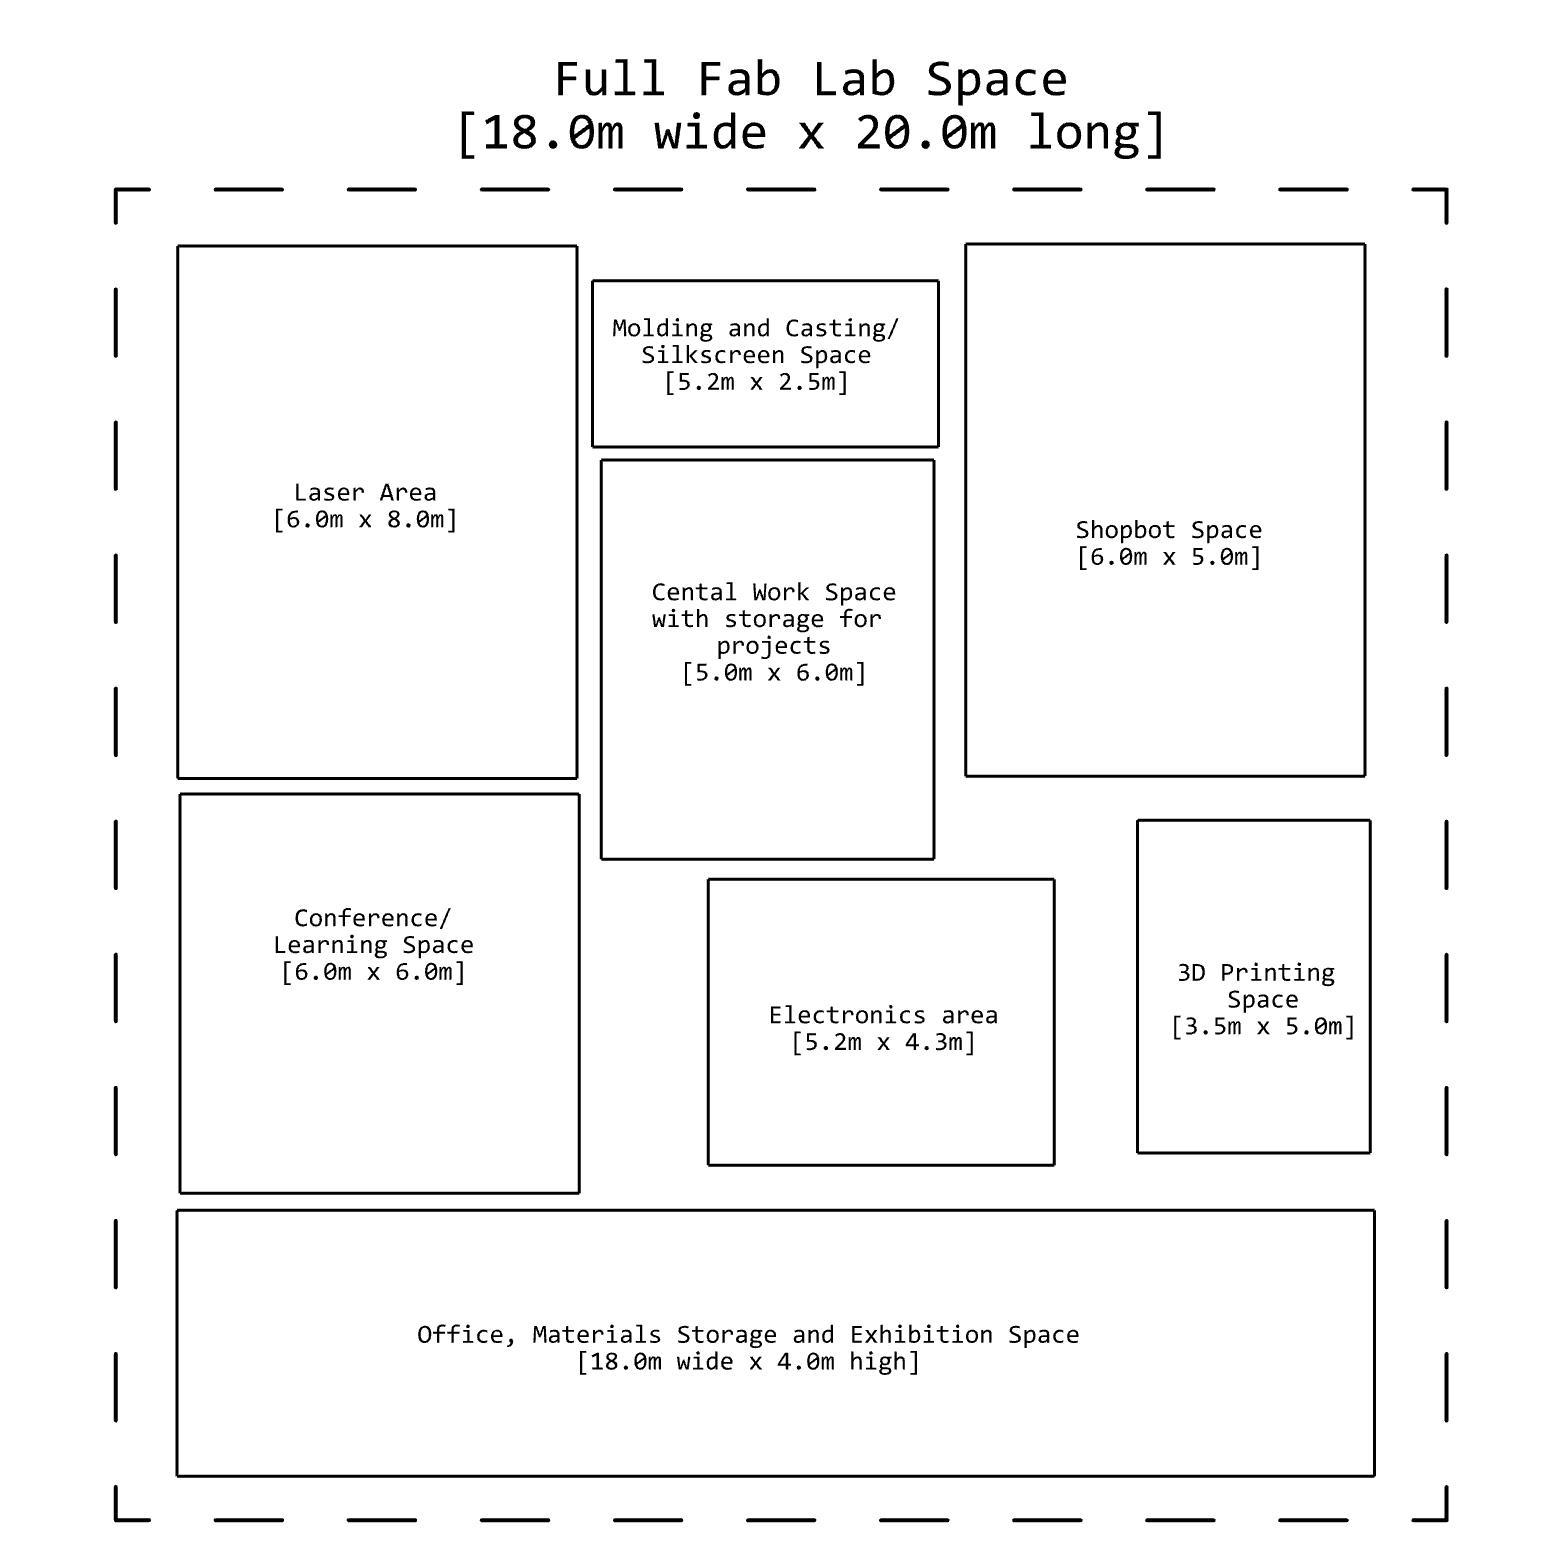 Full Fab Lab Space
[18.0m wide x 20.0m long]
Molding and Casting/
Silkscreen Space
[5.2m x 2.5m]
Laser Area
[6.0m x 8.0m]
Shopbot Space
[6.0m x 5.0m]
Cental Work Space
with storage for
projects
[5.0m x 6.0m]
Conference/
Learning Space
[6.0m x 6.0m]
Electronics area
[5.2m x 4.3m]
3D Printing
Space
[3.5m x 5.0m]
Office, Materials Storage and Exhibition Space
[18.0m wide x 4.0m high]